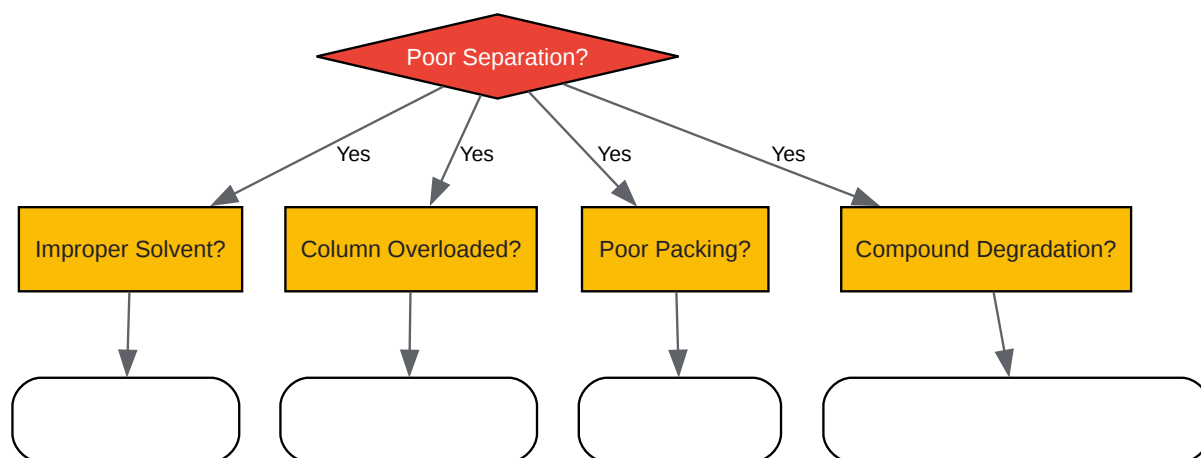 Poor Separation?
Yes
Yes
Yes
Yes
Improper Solvent?
Column Overloaded?
Poor Packing?
Compound Degradation?